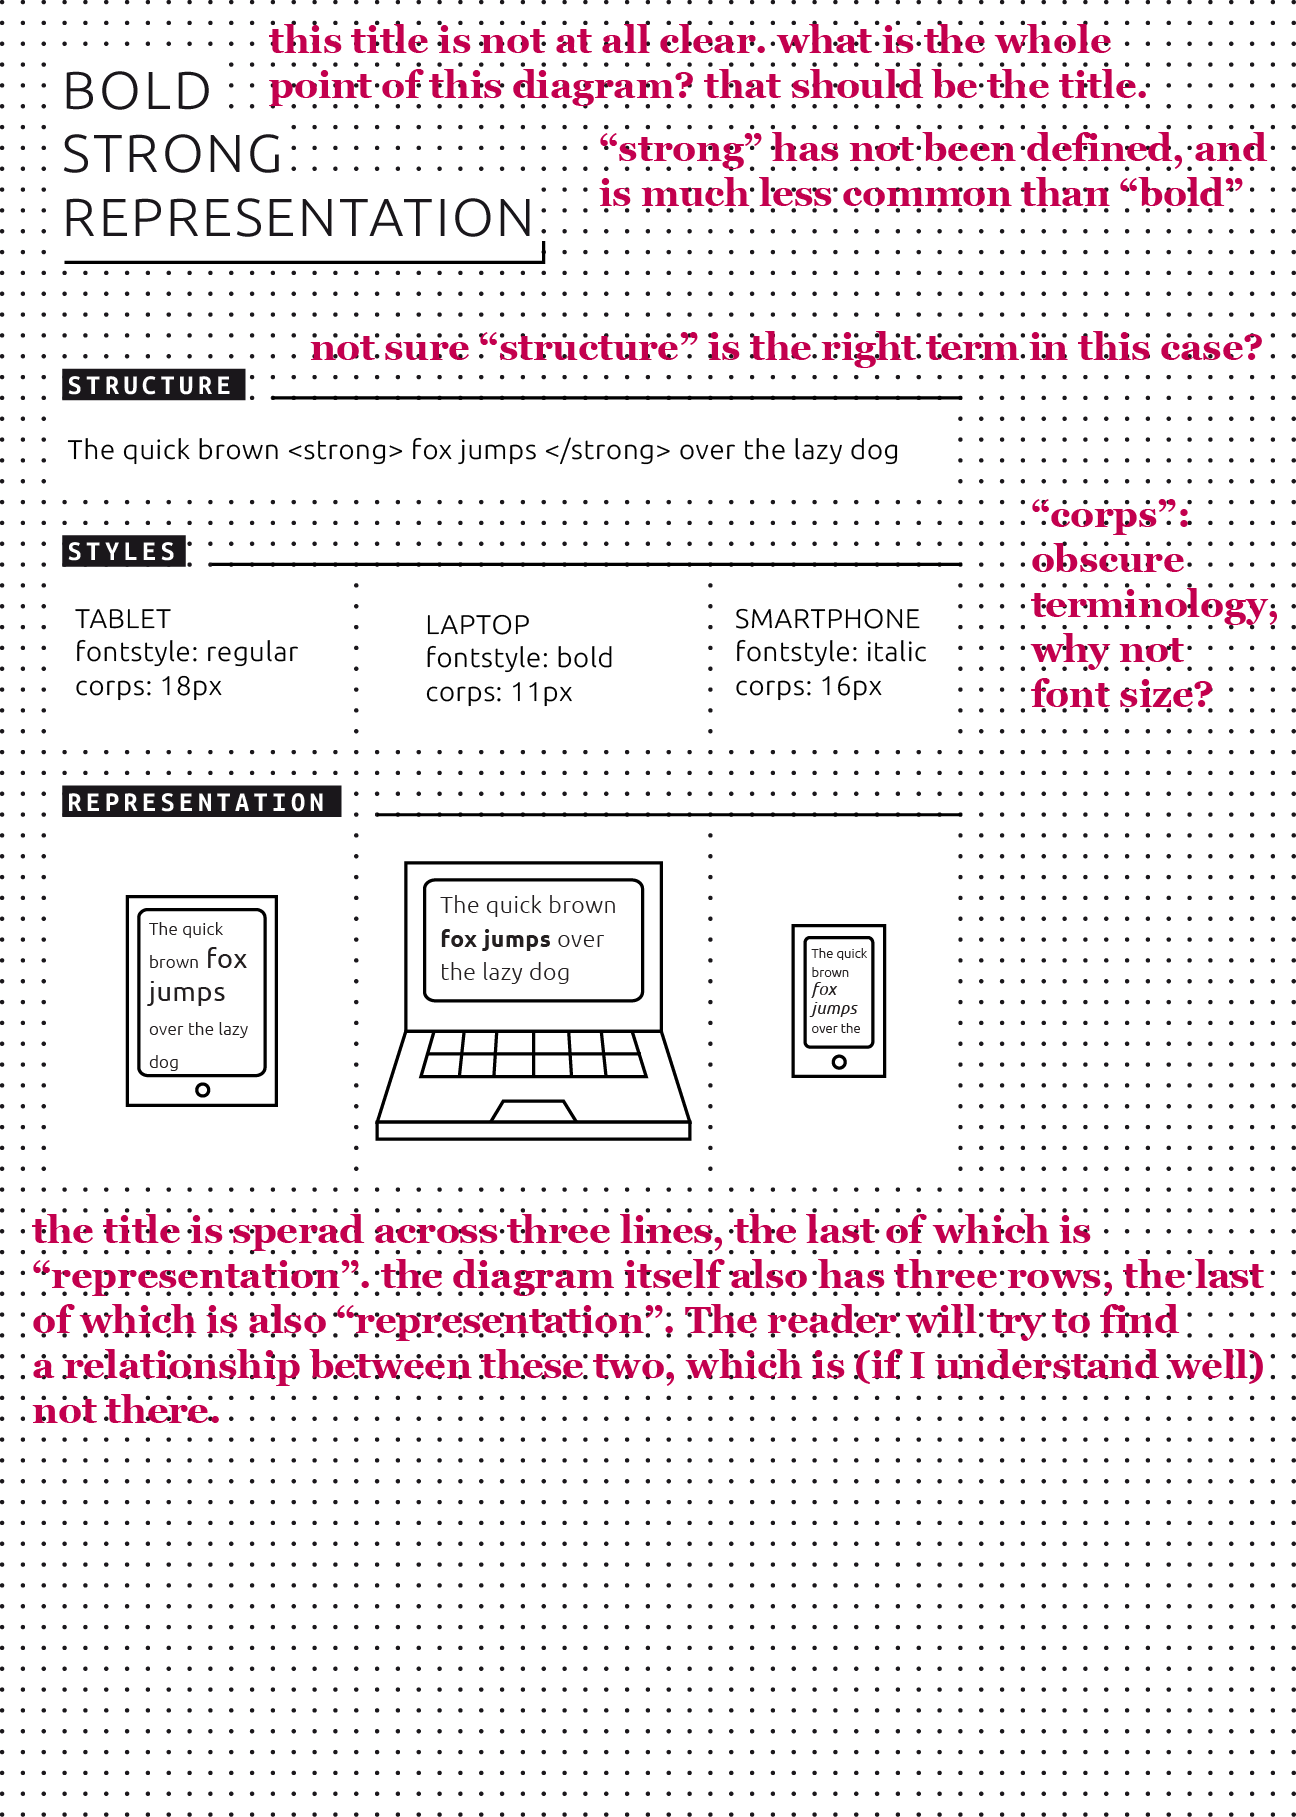 this title is not at all clear. what is the whole
point of this diagram? that should be the title.
BOLD
STRONG
REPRESENTATION
“strong” has not been defined, and
is much less common than “bold”
not sure “structure” is the right term in this case?
STRUCTURE
The quick brown <strong> fox jumps </strong> over the lazy dog
“corps”:
obscure
terminology,
why not
font size?
STYLES
TABLET
fontstyle: regular
corps: 18px
LAPTOP
fontstyle: bold
corps: 11px
SMARTPHONE
fontstyle: italic
corps: 16px
REPRESENTATION
The quick
brown fox
jumps
over the lazy
dog
The quick brown
fox jumps over
the lazy dog
The quick
brown
fox
jumps
over the
the title is sperad across three lines, the last of which is
“representation”. the diagram itself also has three rows, the last
of which is also “representation”. The reader will try to find
a relationship between these two, which is (if I understand well)
not there.